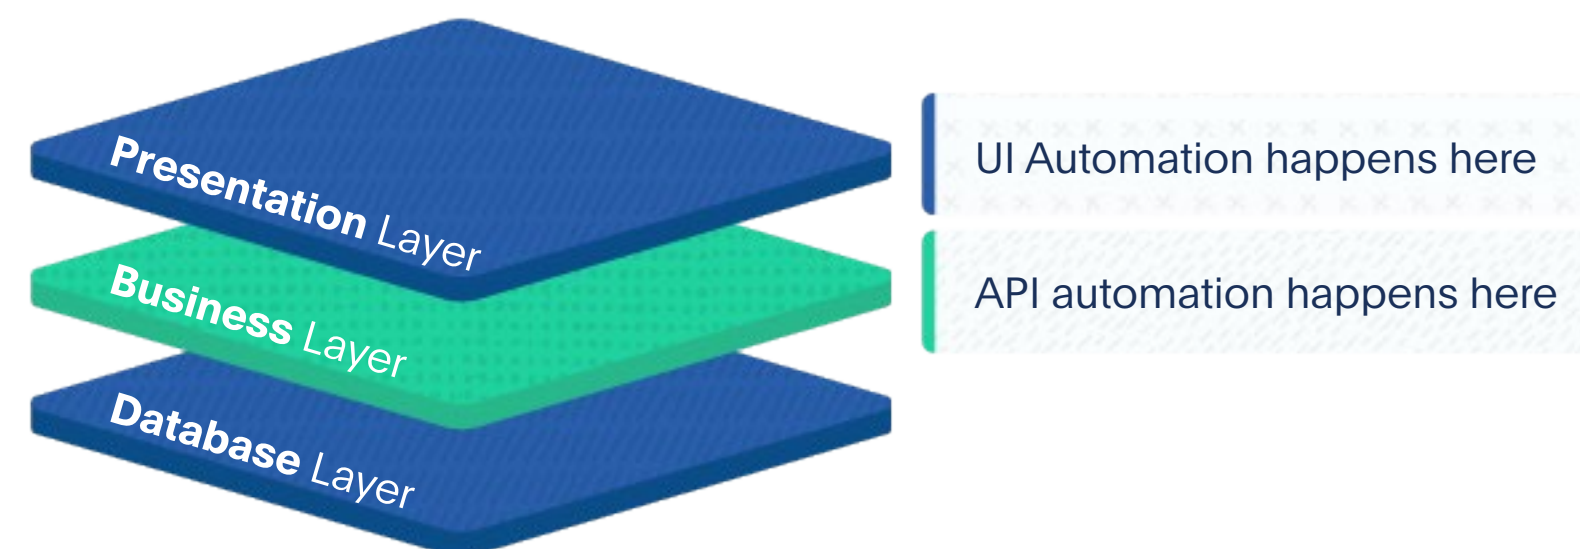 Presentation Layer
UI Automation happens here
Business Layer
API automation happens here
Database Layer